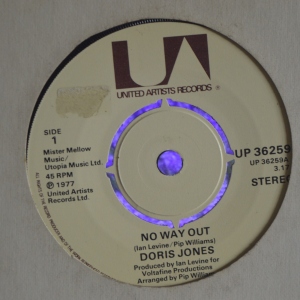 UNITED ARTISTS RECORDS
SIDE
1
Mister Mellow
Music/
Utopia Music Ltd.
45 RPM
℗ 1977
United Artists
Records Ltd.
UP 36259
UP 36259A
3.17
STEREO
NO WAY OUT
(Ian Levine/Pip Williams)
DORIS JONES
Produced by Ian Levine for
Voltafine Productions
Arranged by Pip Williams